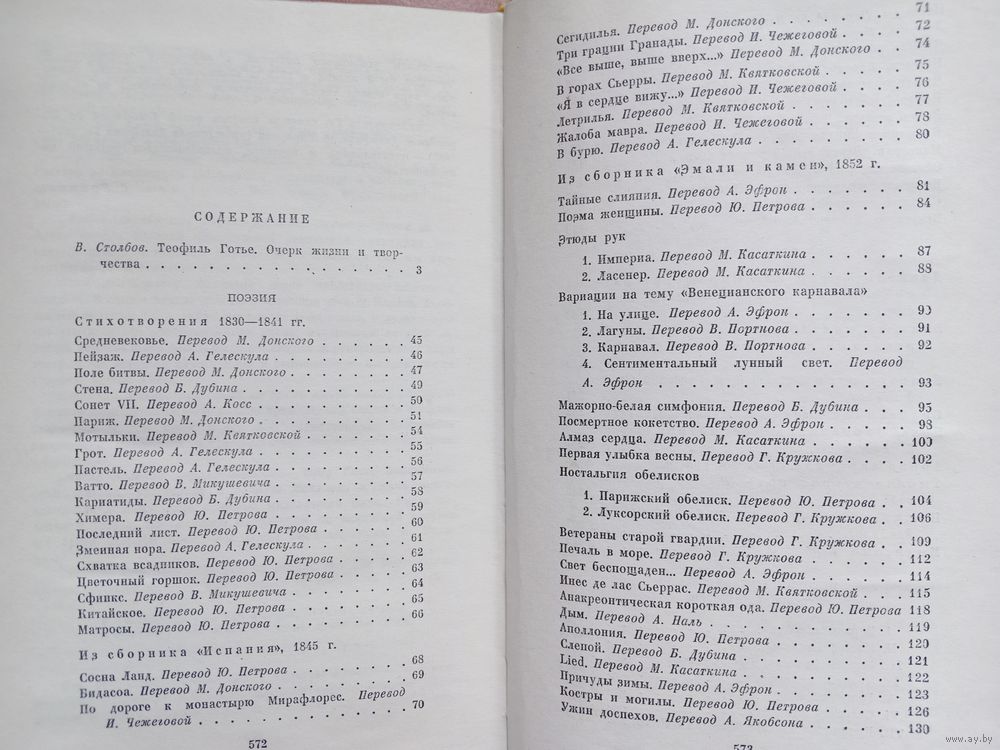 СОДЕРЖАНИЕ
В. Столбов. Теофиль Готье. Очерк жизни и твор-
чества . . . . . . . . . . . . . . . . 3
ПОЭЗИЯ
Стихотворения 1830—1841 гг.
Средневековье. Перевод М. Донского . . . . . . 45
Пейзаж. Перевод А. Гелескула . . . . . . . . 46
Поле битвы. Перевод М. Донского . . . . . . . 47
Стена. Перевод Б. Дубина . . . . . . . . . . 49
Сонет VII. Перевод А. Косс . . . . . . . . . 50
Париж. Перевод М. Донского . . . . . . . . . 51
Мотыльки. Перевод М. Квятковской . . . . . . 54
Грот. Перевод А. Гелескула . . . . . . . . . 55
Пастель. Перевод А. Гелескула . . . . . . . . 56
Ватто. Перевод В. Микушевича . . . . . . . . 57
Кариатиды. Перевод Б. Дубина . . . . . . . . 58
Химера. Перевод Ю. Петрова . . . . . . . . . 59
Последний лист. Перевод Ю. Петрова . . . . . 60
Змеиная нора. Перевод А. Гелескула . . . . . . 61
Схватка всадников. Перевод Ю. Петрова . . . . 62
Цветочный горшок. Перевод Ю. Петрова . . . . 63
Сфинкс. Перевод В. Микушевича . . . . . . . 64
Китайское. Перевод Ю. Петрова . . . . . . . . 65
Матросы. Перевод Ю. Петрова . . . . . . . . 66
Из сборника «Испания», 1845 г.
Сосна Ланд. Перевод Ю. Петрова . . . . . . . 68
Бидасоа. Перевод М. Донского . . . . . . . . 69
По дороге к монастырю Мирафлорес. Перевод
И. Чежеговой . . . . . . . . . . . . . 70
572
71
Сегидилья. Перевод М. Донского . . . . . . . 72
Три грации Гранады. Перевод И. Чежеговой . . . 74
«Все выше, выше вверх...» Перевод М. Донского . . 75
В горах Сьерры. Перевод М. Квятковской . . . . 76
«Я в сердце вижу...» Перевод И. Чежеговой . . . 77
Летрилья. Перевод М. Квятковской . . . . . . 78
Жалоба мавра. Перевод И. Чежеговой . . . . . 80
В бурю. Перевод А. Гелескула . . . . . . . .
Из сборника «Эмали и камеи», 1852 г.
Тайные слияния. Перевод А. Эфрон . . . . . . 81
Поэма женщины. Перевод Ю. Петрова . . . . . 84
Этюды рук
1. Империа. Перевод М. Касаткина . . . . . . 87
2. Ласенер. Перевод М. Касаткина . . . . . . 88
Вариации на тему «Венецианского карнавала»
1. На улице. Перевод А. Эфрон . . . . . . . 90
2. Лагуны. Перевод В. Портнова . . . . . . . 91
3. Карнавал. Перевод В. Портнова . . . . . . 92
4. Сентиментальный лунный свет. Перевод
А. Эфрон . . . . . . . . . . . . . . 93
Мажорно-белая симфония. Перевод Б. Дубина . . . 95
Посмертное кокетство. Перевод А. Эфрон . . . . 98
Алмаз сердца. Перевод М. Касаткина . . . . . 100
Первая улыбка весны. Перевод Г. Кружкова . . . . 102
Ностальгия обелисков
1. Парижский обелиск. Перевод Ю. Петрова . . 104
2. Луксорский обелиск. Перевод Г. Кружкова . . 106
Ветераны старой гвардии. Перевод Г. Кружкова . . 109
Печаль в море. Перевод Г. Кружкова . . . . . 112
Свет беспощаден... Перевод А. Эфрон . . . . . 114
Инес де лас Сьеррас. Перевод М. Квятковской . . . 115
Анакреонтическая короткая ода. Перевод Ю. Петрова 118
Дым. Перевод А. Наль . . . . . . . . . . 119
Аполлония. Перевод Ю. Петрова . . . . . . . 120
Слепой. Перевод Б. Дубина . . . . . . . . . 121
Lied. Перевод М. Касаткина . . . . . . . . 122
Причуды зимы. Перевод А. Эфрон . . . . . . 123
Костры и могилы. Перевод Ю. Петрова . . . . . 126
Ужин доспехов. Перевод А. Якобсона . . . . . 130
573
www.ay.by